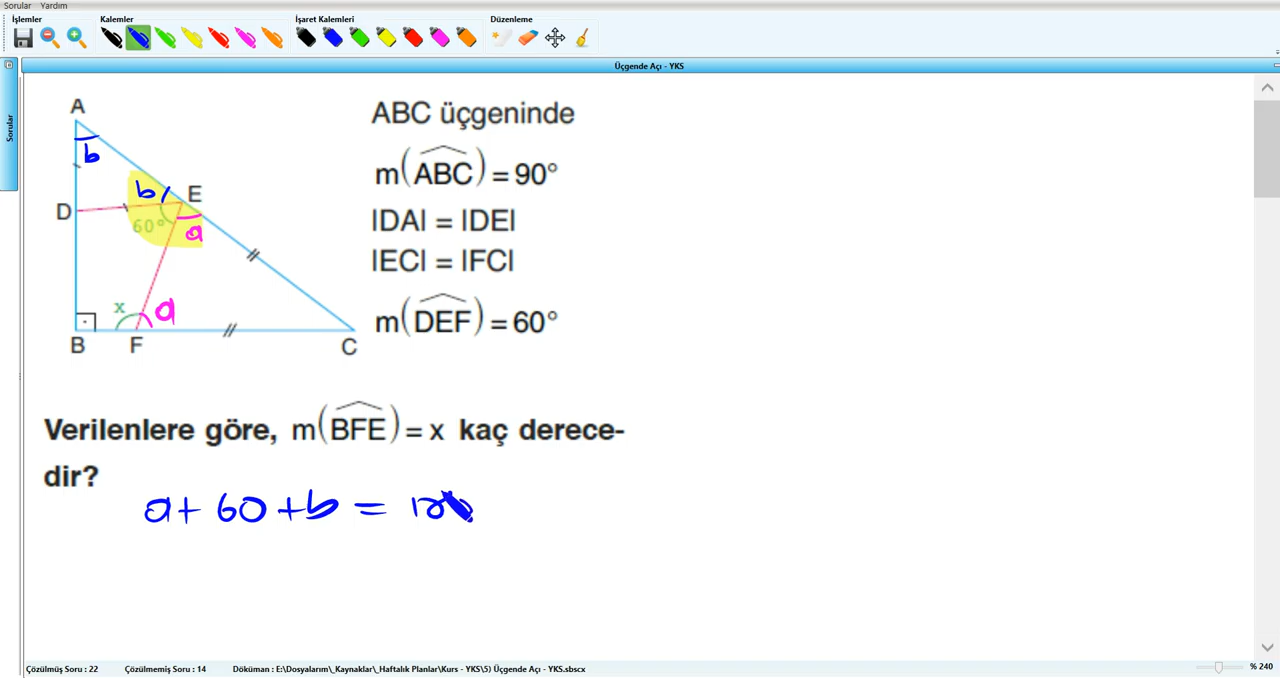 Sorular Yardım
İşlemler Kalemler İşaret Kalemleri Düzenleme
Üçgende Açı - YKS
Sorular
A
b
b
E
D
60°
a
x
a
B F C
ABC üçgeninde
m(ABC) = 90°
|DA| = |DE|
|EC| = |FC|
m(DEF) = 60°
Verilenlere göre, m(BFE) = x kaç derece-
dir?
a + 60 + b =
Çözülmüş Soru : 22 Çözülmemiş Soru : 14 Döküman : E:\Dosyalarım\_Kaynaklar\_Haftalık Planlar\Kurs - YKS\5) Üçgende Açı - YKS.sbscx % 240